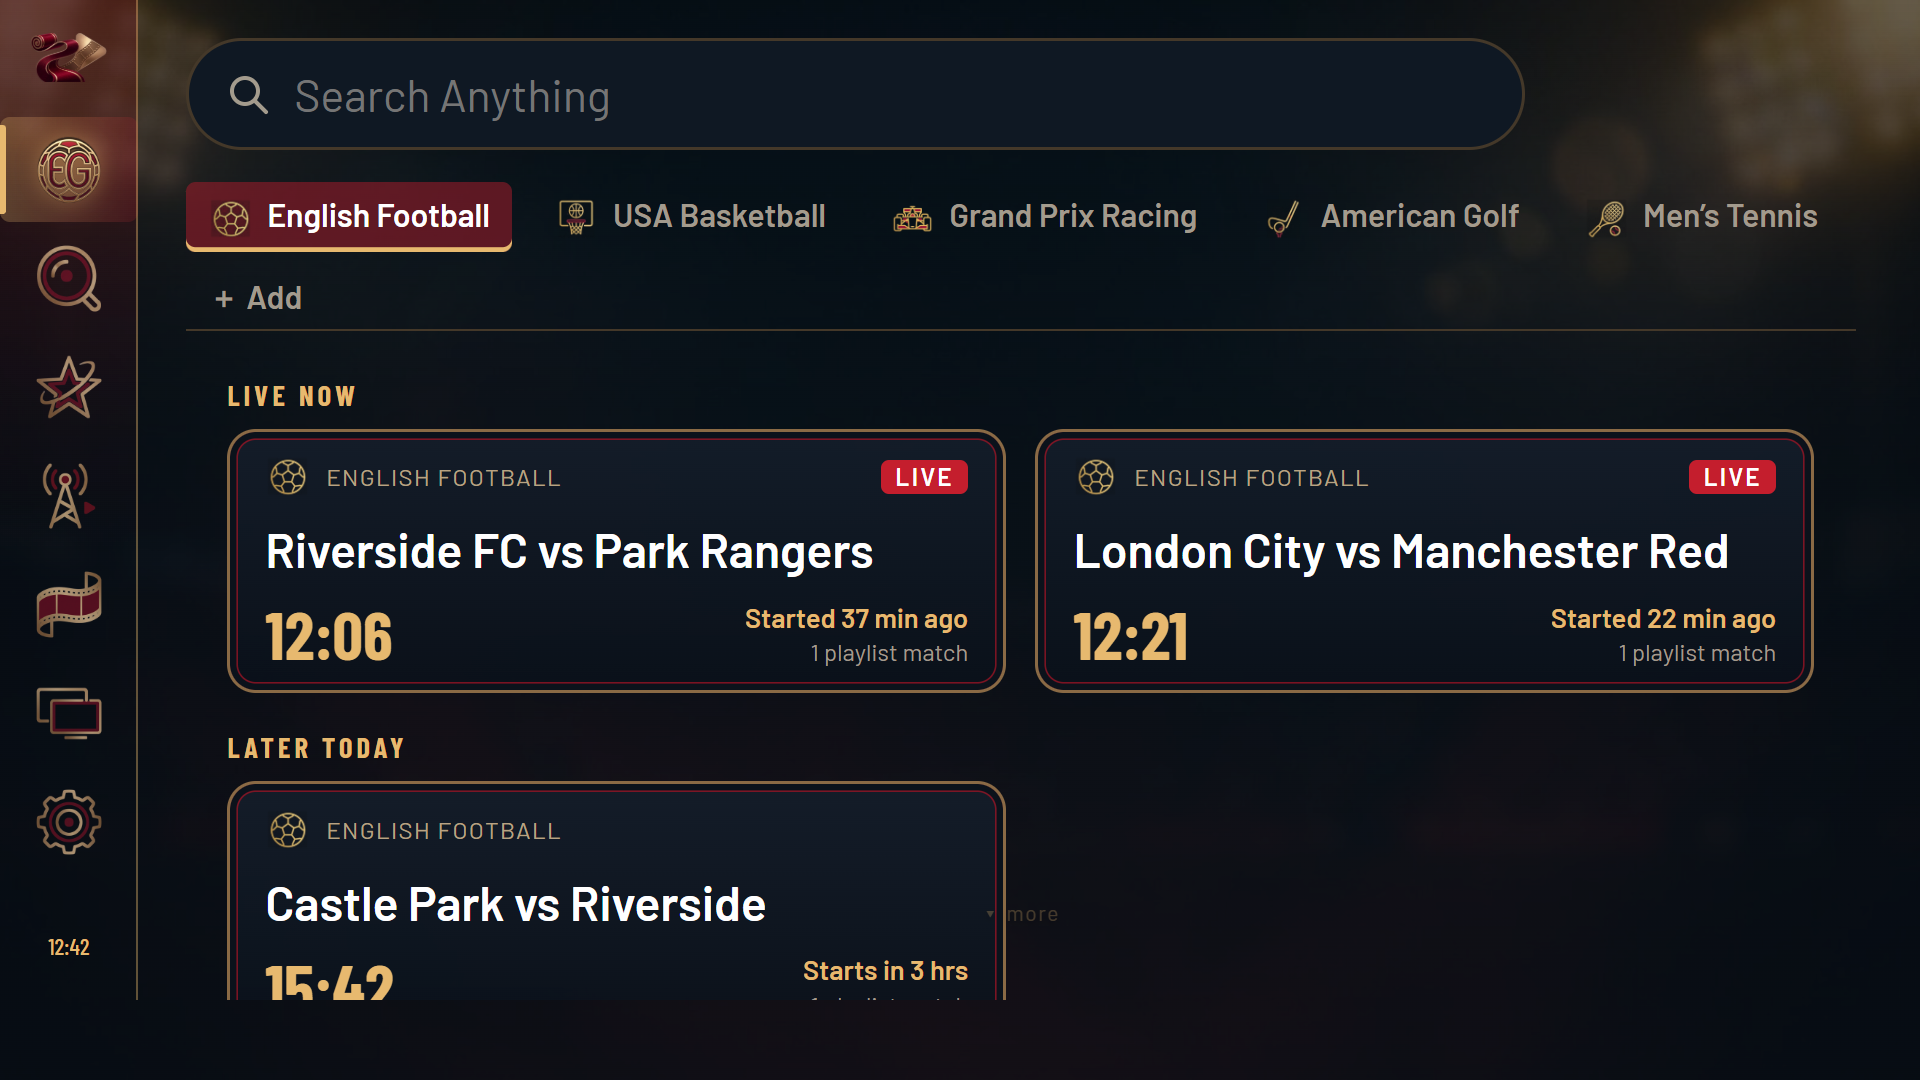 Search Anything
EG
English Football
USA Basketball
Grand Prix Racing
American Golf
Men’s Tennis
+ Add
LIVE NOW
ENGLISH FOOTBALL
LIVE
Riverside FC vs Park Rangers
12:06
Started 37 min ago
1 playlist match
ENGLISH FOOTBALL
LIVE
London City vs Manchester Red
12:21
Started 22 min ago
1 playlist match
LATER TODAY
ENGLISH FOOTBALL
Castle Park vs Riverside
more
15:42
Starts in 3 hrs
12:42